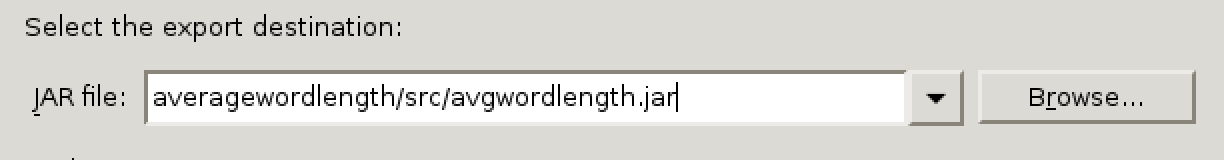 Select the export destination:
JAR file: averagewordlength/src/avgwordlength.jar Browse...